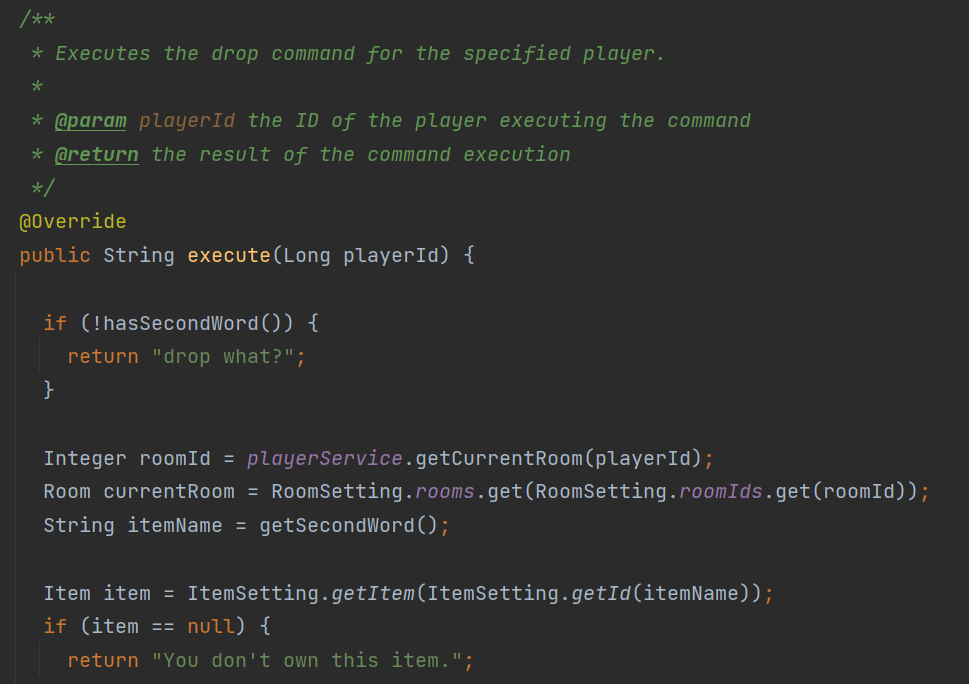 /**
 * Executes the drop command for the specified player.
 *
 * @param playerId the ID of the player executing the command
 * @return the result of the command execution
 */
@Override
public String execute(Long playerId) {
  if (!hasSecondWord()) {
    return "drop what?";
  }
  Integer roomId = playerService.getCurrentRoom(playerId);
  Room currentRoom = RoomSetting.rooms.get(RoomSetting.roomIds.get(roomId));
  String itemName = getSecondWord();
  Item item = ItemSetting.getItem(ItemSetting.getId(itemName));
  if (item == null) {
    return "You don't own this item.";